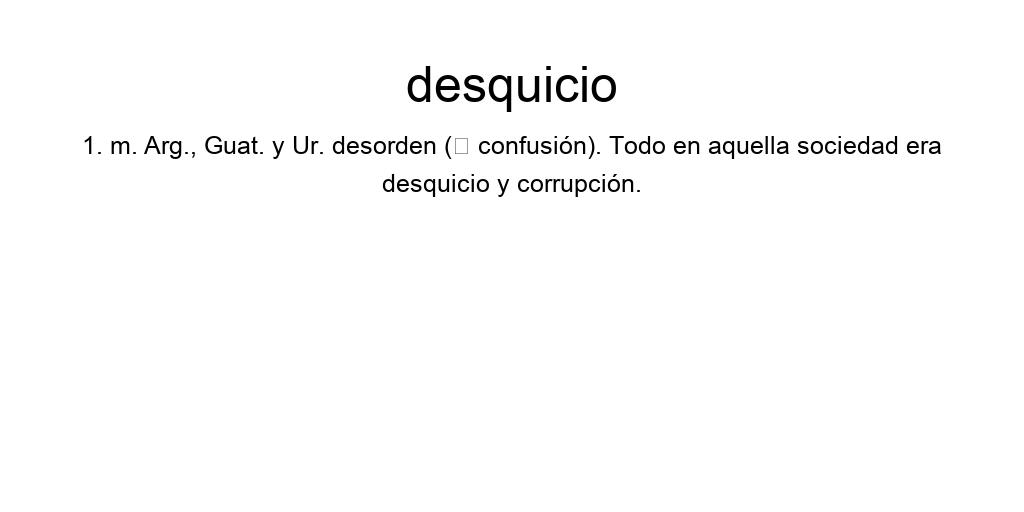 desquicio
1. m. Arg., Guat. y Ur. desorden (□ confusión). Todo en aquella sociedad era
desquicio y corrupción.